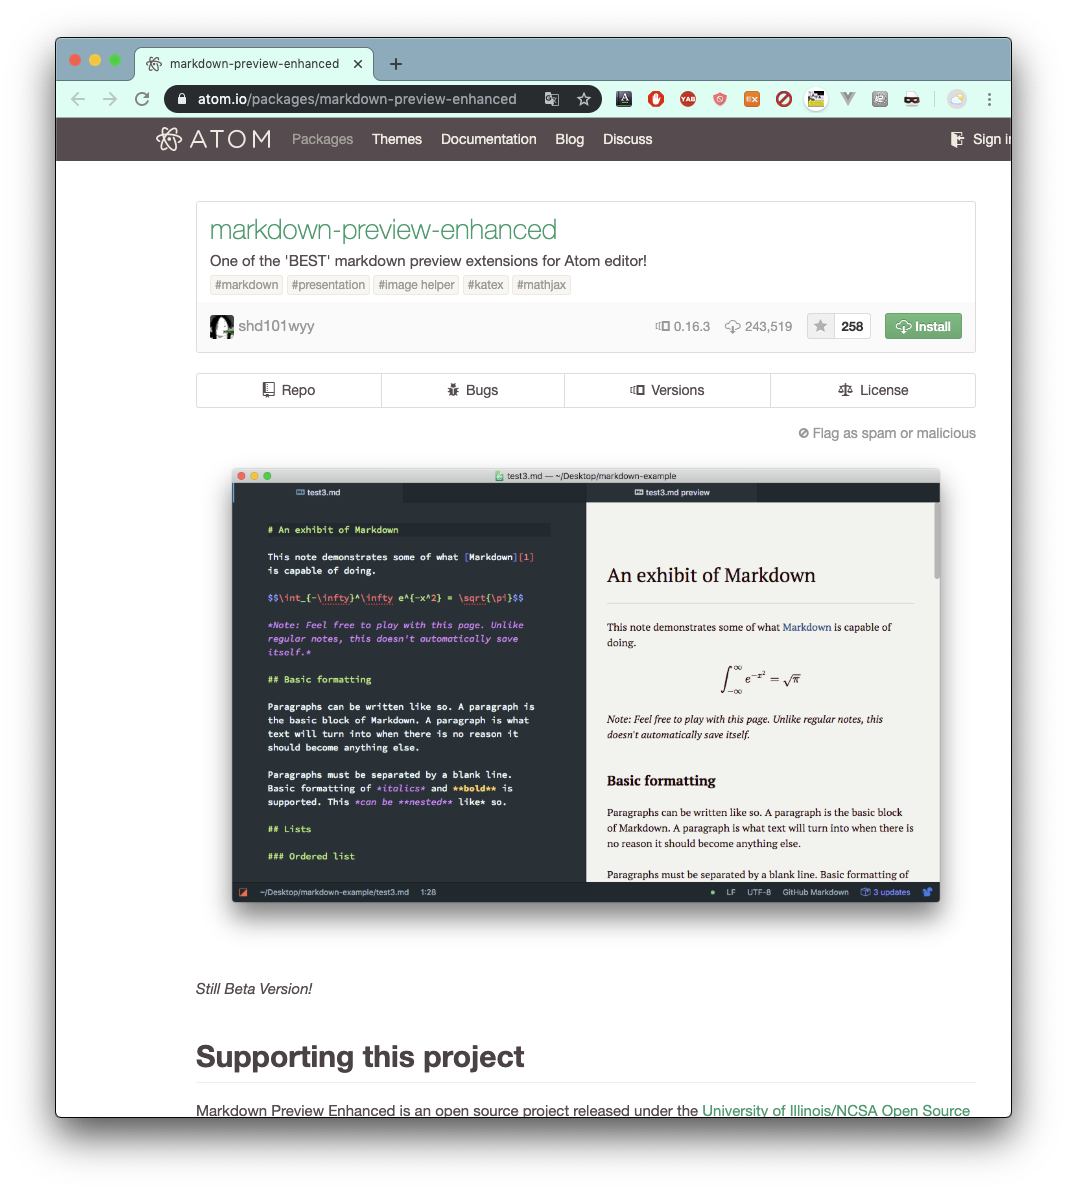 markdown-preview-enhanced
atom.io/packages/markdown-preview-enhanced
ATOM Packages Themes Documentation Blog Discuss Sign in
markdown-preview-enhanced
One of the 'BEST' markdown preview extensions for Atom editor!
#markdown #presentation #image helper #katex #mathjax
shd101wyy 0.16.3 243,519 258 Install
Repo Bugs Versions License
Flag as spam or malicious
test3.md — ~/Desktop/markdown-example
test3.md
# An exhibit of Markdown
This note demonstrates some of what [Markdown][1]
is capable of doing.
$$\int_{-\infty}^\infty e^{-x^2} = \sqrt{\pi}$$
*Note: Feel free to play with this page. Unlike
regular notes, this doesn't automatically save
itself.*
## Basic formatting
Paragraphs can be written like so. A paragraph is
the basic block of Markdown. A paragraph is what
text will turn into when there is no reason it
should become anything else.
Paragraphs must be separated by a blank line.
Basic formatting of *italics* and **bold** is
supported. This *can be **nested** like* so.
## Lists
### Ordered list
test3.md preview
An exhibit of Markdown
This note demonstrates some of what Markdown is capable of
doing.
∫_{-∞}^{∞} e^{-x^2} = √π
Note: Feel free to play with this page. Unlike regular notes, this
doesn't automatically save itself.
Basic formatting
Paragraphs can be written like so. A paragraph is the basic block
of Markdown. A paragraph is what text will turn into when there is
no reason it should become anything else.
Paragraphs must be separated by a blank line. Basic formatting of
~/Desktop/markdown-example/test3.md 1:28 LF UTF-8 GitHub Markdown 3 updates
Still Beta Version!
Supporting this project
Markdown Preview Enhanced is an open source project released under the University of Illinois/NCSA Open Source